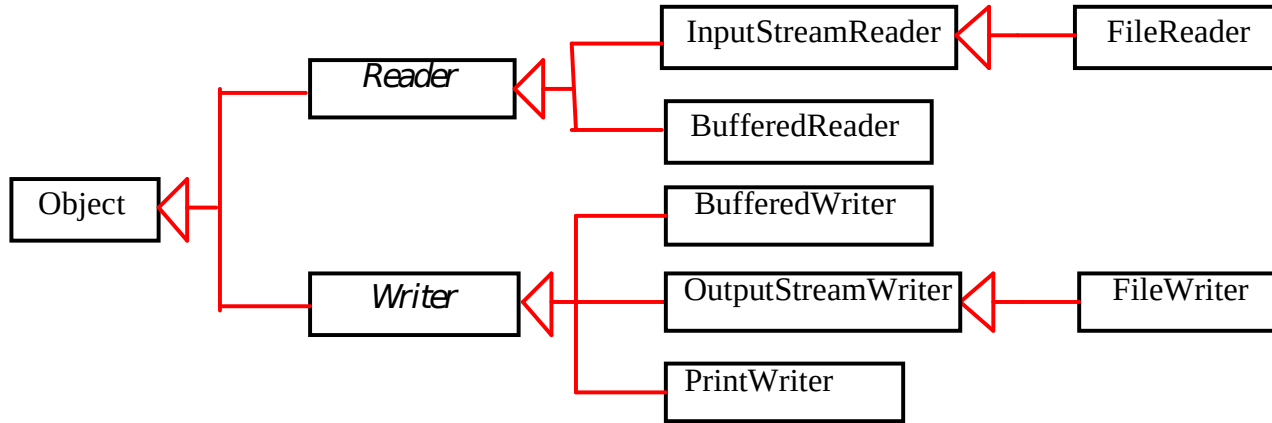 InputStreamReader
FileReader
Reader
BufferedReader
Object
BufferedWriter
Writer
OutputStreamWriter
FileWriter
PrintWriter